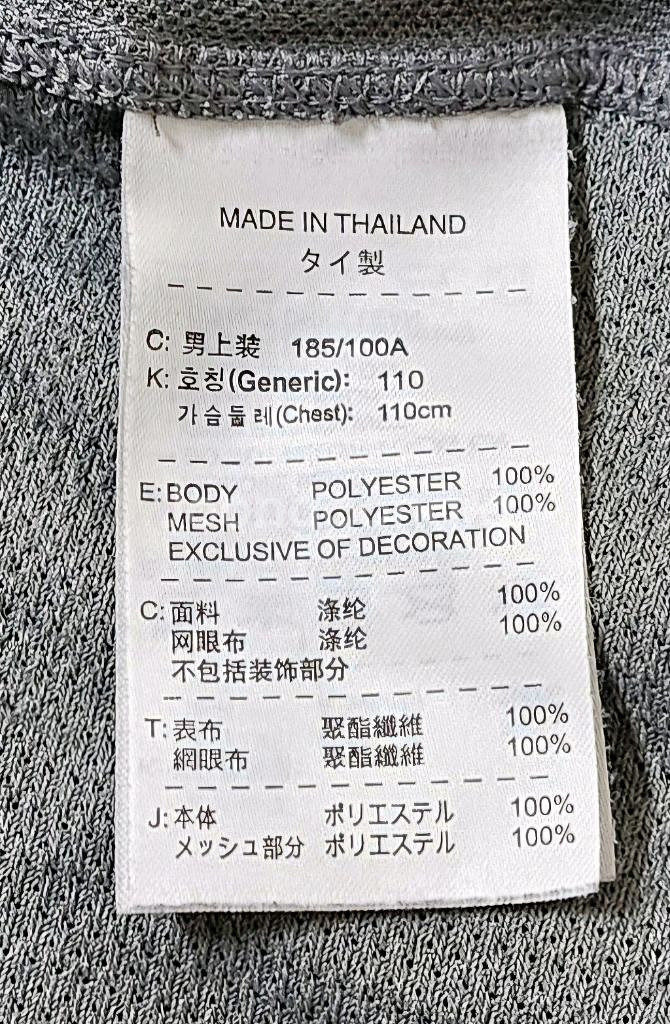 MADE IN THAILAND
タイ製
C: 男上装 185/100A
K: 호칭(Generic): 110
가슴둘레(Chest): 110cm
E: BODY POLYESTER 100%
MESH POLYESTER 100%
EXCLUSIVE OF DECORATION
C: 面料 涤纶 100%
网眼布 涤纶 100%
不包括装饰部分
T: 表布 聚酯纖維 100%
網眼布 聚酯纖維 100%
J: 本体 ポリエステル 100%
メッシュ部分 ポリエステル 100%